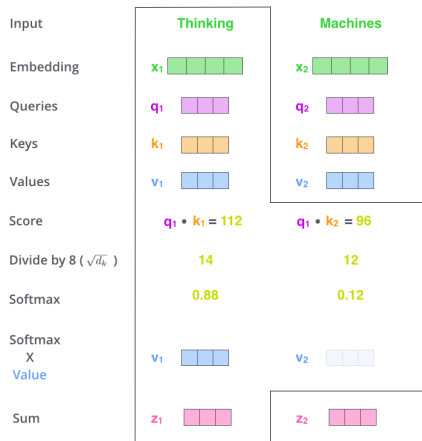 Input Thinking Machines
Embedding x₁ x₂
Queries q₁ q₂
Keys k₁ k₂
Values v₁ v₂
Score q₁ • k₁ = 112 q₁ • k₂ = 96
Divide by 8 ( √dₖ ) 14 12
Softmax 0.88 0.12
Softmax
X
Value v₁ v₂
Sum z₁ z₂